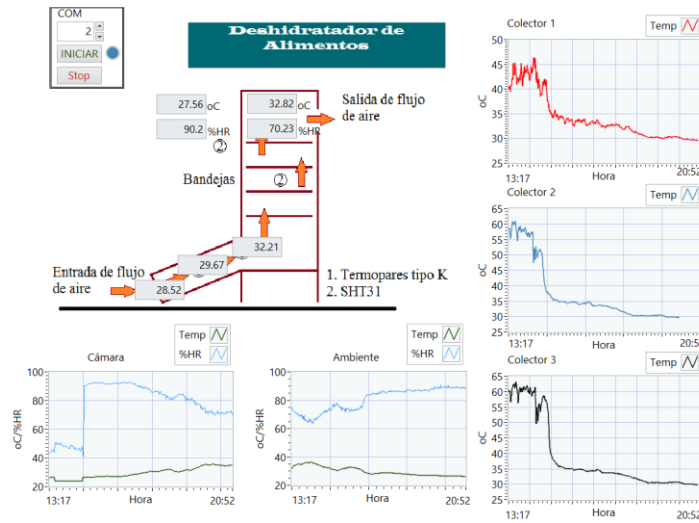 COM
2
INICIAR
Stop
Deshidratador de
Alimentos
27.56 oC
90.2 %HR
2
32.82 oC
70.23 %HR
Salida de flujo
de aire
Bandejas
2
32.21
29.67
28.52
Entrada de flujo
de aire
1. Termopares tipo K
2. SHT31
Colector 1
Temp
50
45
40
35
30
25
oC
13:17
Hora
20:52
Colector 2
Temp
65
60
55
50
45
40
35
30
25
oC
13:17
Hora
20:5
Colector 3
Temp
65
60
55
50
45
40
35
30
25
oC
13:17
Hora
20:52
Cámara
Temp
%HR
100
80
60
40
20
oC/%HR
13:17
Hora
20:52
Ambiente
Temp
%HR
100
80
60
40
20
oC/%HR
13:17
Hora
20:52